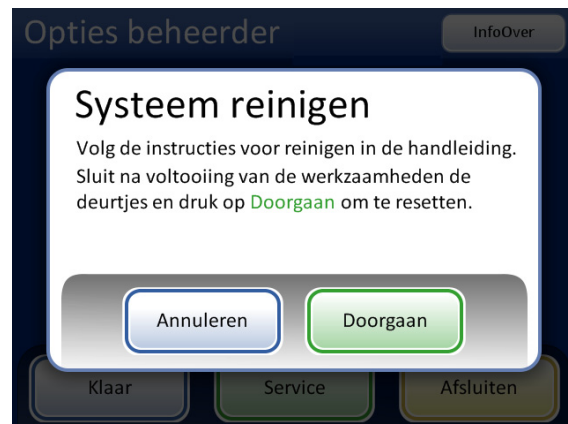 Opties beheerder
InfoOver
Systeem reinigen
Volg de instructies voor reinigen in de handleiding.
Sluit na voltooiing van de werkzaamheden de
deurtjes en druk op Doorgaan om te resetten.
Annuleren
Doorgaan
Klaar
Service
Afsluiten